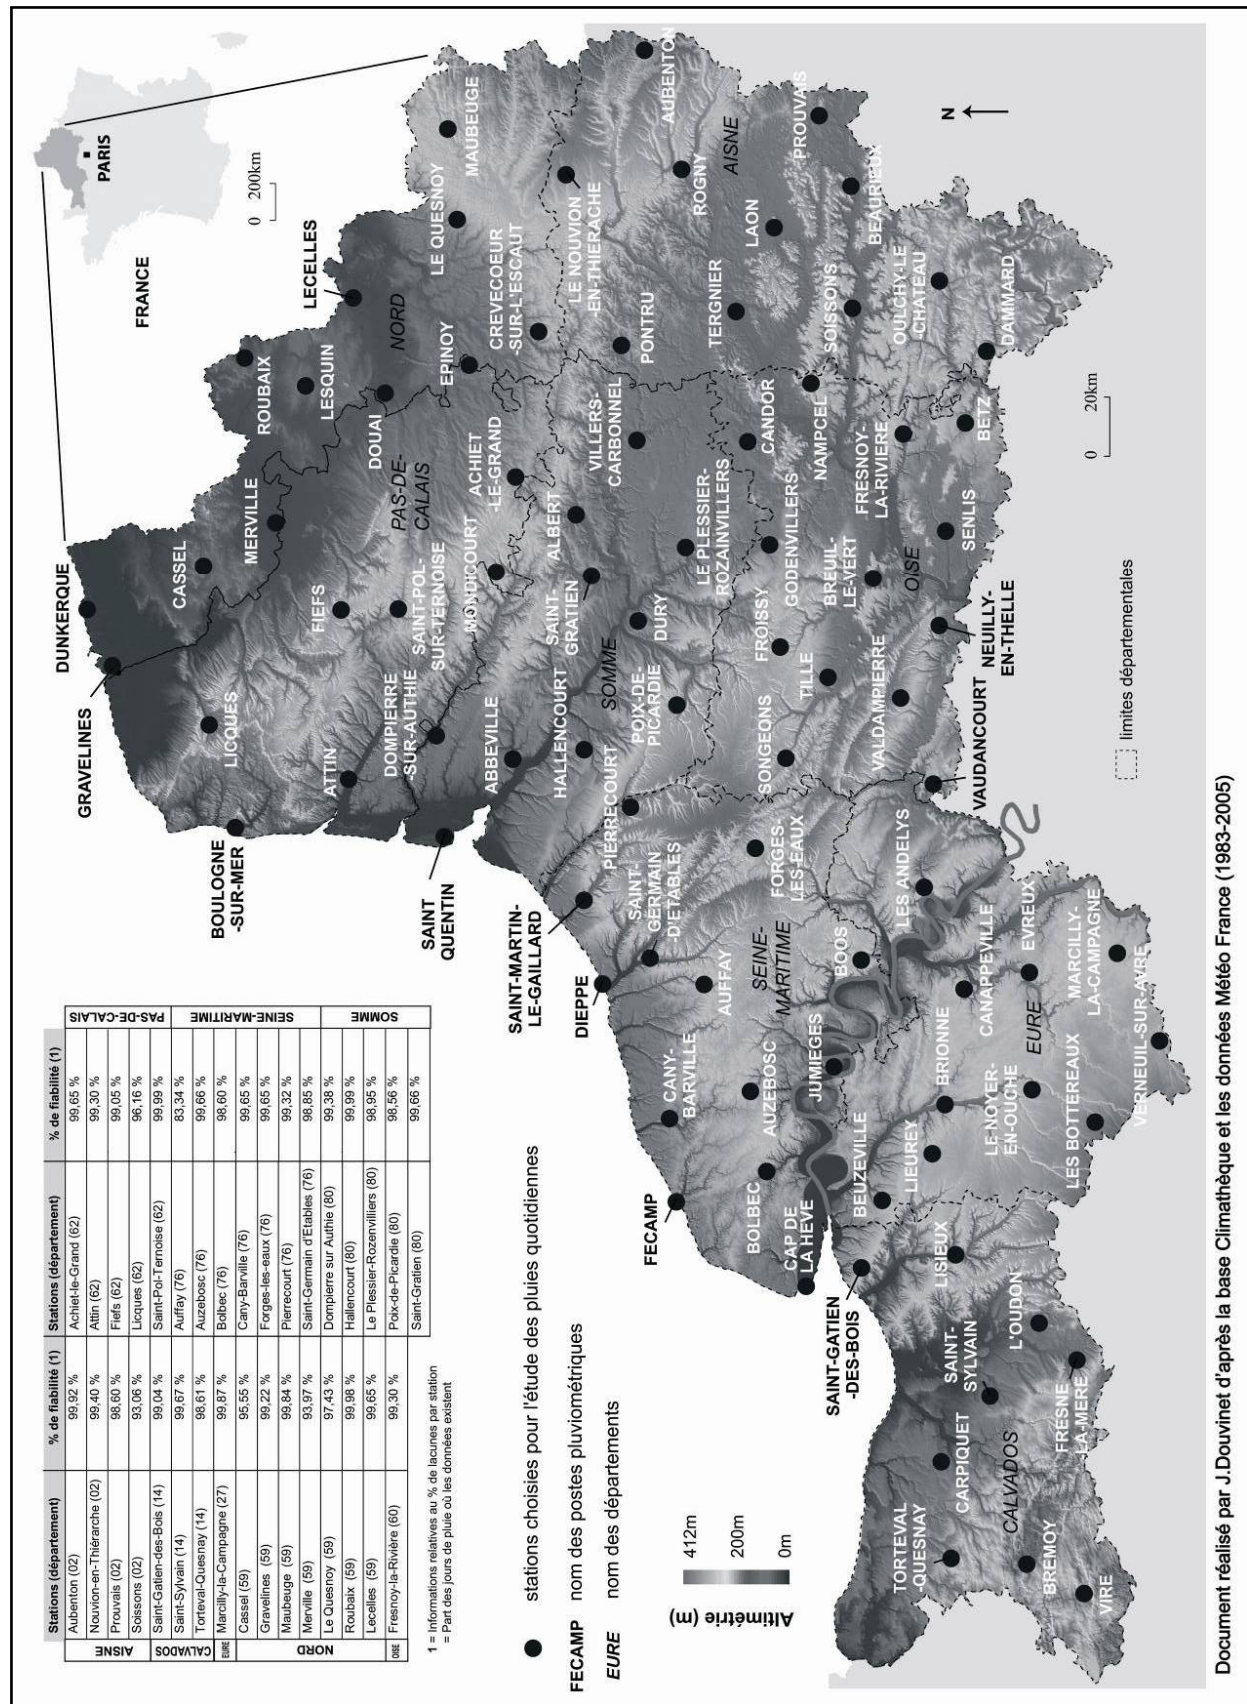 Stations (département) % de fiabilité (1) Stations (département) % de fiabilité (1)
AISNE Aubenton (02) 99,92 % Achiet-le-Grand (62) 99,65 % PAS-DE-CALAIS
Nouvion-en-Thiérarche (02) 99,40 % Attin (62) 99,30 %
Prouvais (02) 98,60 % Fiefs (62) 99,05 %
Soissons (02) 93,06 % Licques (62) 96,16 %
CALVADOS Saint-Gatien-des-Bois (14) 99,04 % Saint-Pol-Ternoise (62) 99,99 %
Saint-Sylvain (14) 99,67 % Auffay (76) 83,34 % SEINE-MARITIME
Torteval-Quesnay (14) 98,61 % Auzebosc (76) 99,66 %
EURE Marcilly-la-Campagne (27) 99,87 % Bolbec (76) 98,60 %
NORD Cassel (59) 95,55 % Cany-Barville (76) 99,65 %
Gravelines (59) 99,22 % Forges-les-eaux (76) 99,65 %
Maubeuge (59) 99,84 % Pierrecourt (76) 99,32 %
Merville (59) 93,97 % Saint-Germain d'Etables (76) 98,85 %
Le Quesnoy (59) 97,43 % Dompierre sur Authie (80) 99,38 % SOMME
Roubaix (59) 99,98 % Hallencourt (80) 99,99 %
Lecelles (59) 99,65 % Le Plessier-Rozenvilliers (80) 98,95 %
OISE Fresnoy-la-Rivière (60) 99,30 % Poix-de-Picardie (80) 98,56 %
Saint-Gratien (80) 99,66 %
1 = Informations relatives au % de lacunes par station
= Part des jours de pluie où les données existent
stations choisies pour l'étude des pluies quotidiennes
FECAMP nom des postes pluviométriques
EURE nom des départements
Altimétrie (m)
412m
200m
0m
FRANCE
PARIS
0 200km
DUNKERQUE
GRAVELINES
CASSEL
MERVILLE
ROUBAIX
LESQUIN
LECELLES
LICQUES
BOULOGNE
-SUR-MER
FIEFS
DOUAI
NORD
LE QUESNOY
MAUBEUGE
ATTIN
SAINT-POL-
SUR-TERNOISE
PAS-DE-
CALAIS
EPINOY
CREVECOEUR
-SUR-L'ESCAUT
DOMPIERRE
-SUR-AUTHIE
MONDICOURT
ACHIET
-LE-GRAND
LE NOUVION
-EN-THIERACHE
SAINT
QUENTIN
ABBEVILLE
SAINT-
GRATIEN
ALBERT
VILLERS-
CARBONNEL
PONTRU
AUBENTON
HALLENCOURT
SOMME
DURY
ROGNY
AISNE
SAINT-MARTIN-
LE-GAILLARD
PIERRECOURT
POIX-DE-
PICARDIE
LE PLESSIER-
ROZAINVILLERS
TERGNIER
LAON
PROUVAIS
DIEPPE
SAINT-
GERMAIN
-D'ETABLES
FROISSY
GODENVILLERS
CANDOR
NAMPCEL
SOISSONS
BEAURIEUX
FECAMP
CANY-
BARVILLE
AUFFAY
SEINE-
MARITIME
FORGES-
LES-EAUX
SONGEONS
TILLE
BREUIL-
LE-VERT
FRESNOY-
LA-RIVIERE
OULCHY-LE
-CHATEAU
BOLBEC
AUZEBOSC
CAP DE
LA HEVE
JUMIEGES
BOOS
VALDAMPIERRE
OISE
SENLIS
BETZ
DAMMARD
N
SAINT-GATIEN
-DES-BOIS
BEUZEVILLE
LES ANDELYS
VAUDANCOURT
NEUILLY-
EN-THELLE
0 20km
TORTEVAL
-QUESNAY
CARPIQUET
SAINT-
SYLVAIN
LISIEUX
LIEUREY
BRIONNE
CANAPPEVILLE
EVREUX
CALVADOS
L'OUDON
LE NOYER-
EN-OUCHE
EURE
BREMOY
FRESNE
LA-MERE
LES BOTTEREAUX
MARCILLY-
LA-CAMPAGNE
VIRE
VERNEUIL-SUR-AVRE
limites départementales
Document réalisé par J.Douvinet d'après la base Climathèque et les données Météo France (1983-2005)